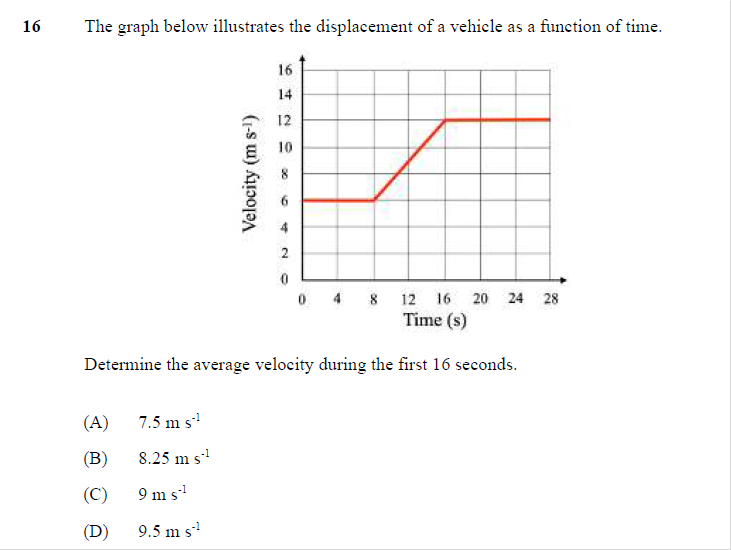 16 The graph below illustrates the displacement of a vehicle as a function of time.
16
14
12
10
8
6
4
2
0
Velocity (m s⁻¹)
0 4 8 12 16 20 24 28
Time (s)
Determine the average velocity during the first 16 seconds.
(A) 7.5 m s⁻¹
(B) 8.25 m s⁻¹
(C) 9 m s⁻¹
(D) 9.5 m s⁻¹